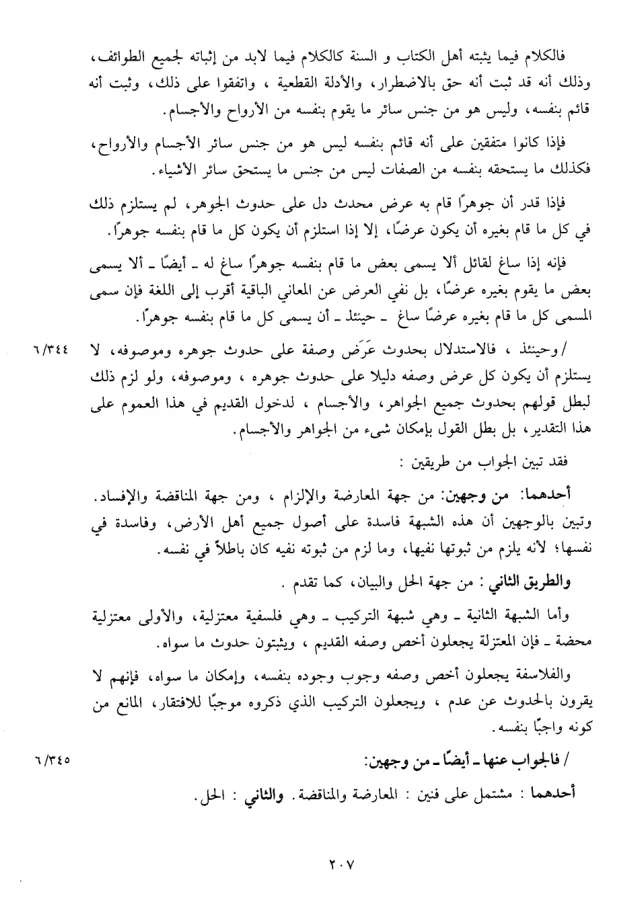 فالكلام فيما يثبته أهل الكتاب و السنة كالكلام فيما لابد من إثباته لجميع الطوائف،
وذلك أنه قد ثبت أنه حق بالاضطرار، والأدلة القطعية ، واتفقوا على ذلك، وثبت أنه
قائم بنفسه، وليس هو من جنس سائر ما يقوم بنفسه من الأرواح والأجسام.
فإذا كانوا متفقين على أنه قائم بنفسه ليس هو من جنس سائر الأجسام والأرواح،
فكذلك ما يستحقه بنفسه من الصفات ليس من جنس ما يستحق سائر الأشياء.
فإذا قدر أن جوهرًا قام به عرض محدث دل على حدوث الجوهر، لم يستلزم ذلك
في كل ما قام بغيره أن يكون عرضًا، إلا إذا استلزم أن يكون كل ما قام بنفسه جوهرًا.
فإنه إذا ساغ لقائل ألا يسمى بعض ما قام بنفسه جوهرًا ساغ له ـ أيضًا ـ ألا يسمى
بعض ما يقوم بغيره عرضًا، بل نفي العرض عن المعاني الباقية أقرب إلى اللغة فإن سمى
المسمى كل ما قام بغيره عرضًا ساغ ـ حينئذ ـ أن يسمى كل ما قام بنفسه جوهرًا.
/ وحينئذ ، فالاستدلال بحدوث عَرَض وصفة على حدوث جوهره وموصوفه، لا ٦/٣٤٤
يستلزم أن يكون كل عرض وصفه دليلا على حدوث جوهره ، وموصوفه، ولو لزم ذلك
لبطل قولهم بحدوث جميع الجواهر، والأجسام ، لدخول القديم في هذا العموم على
هذا التقدير، بل بطل القول بإمكان شىء من الجواهر والأجسام.
فقد تبين الجواب من طريقين :
أحدهما: من وجهين: من جهة المعارضة والإلزام ، ومن جهة المناقضة والإفساد.
وتبين بالوجهين أن هذه الشبهة فاسدة على أصول جميع أهل الأرض، وفاسدة في
نفسها؛ لأنه يلزم من ثبوتها نفيها، وما لزم من ثبوته نفيه كان باطلاً في نفسه.
والطريق الثاني : من جهة الحل والبيان، كما تقدم .
وأما الشبهة الثانية ـ وهي شبهة التركيب ـ وهي فلسفية معتزلية، والأولى معتزلية
محضة ـ فإن المعتزلة يجعلون أخص وصفه القديم ، ويثبتون حدوث ما سواه.
والفلاسفة يجعلون أخص وصفه وجوب وجوده بنفسه، وإمكان ما سواه، فإنهم لا
يقرون بالحدوث عن عدم ، ويجعلون التركيب الذي ذكروه موجبًا للافتقار، المانع من
كونه واجبًا بنفسه.
/ فالجواب عنها ـ أيضًا ـ من وجهين: ٦/٣٤٥
أحدهما : مشتمل على فنين : المعارضة والمناقضة. والثاني : الحل.
٢٠٧